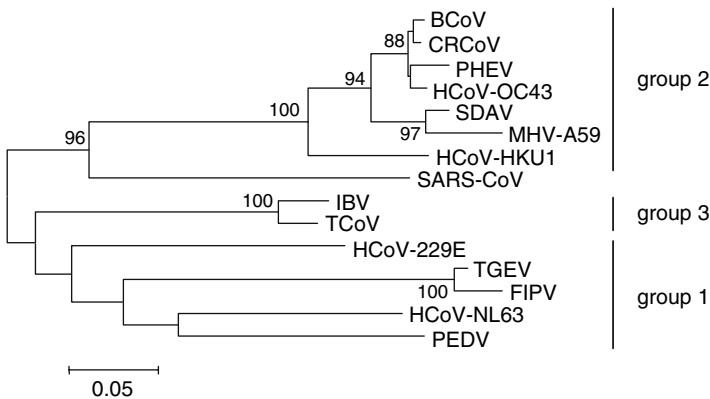 BCoV
88
CRCoV
PHEV
94
group 2
HCoV-OC43
100
SDAV
97
MHV-A59
96
HCoV-HKU1
SARS-CoV
100
IBV
group 3
TCoV
HCoV-229E
TGEV
100
FIPV
group 1
HCoV-NL63
PEDV
0.05